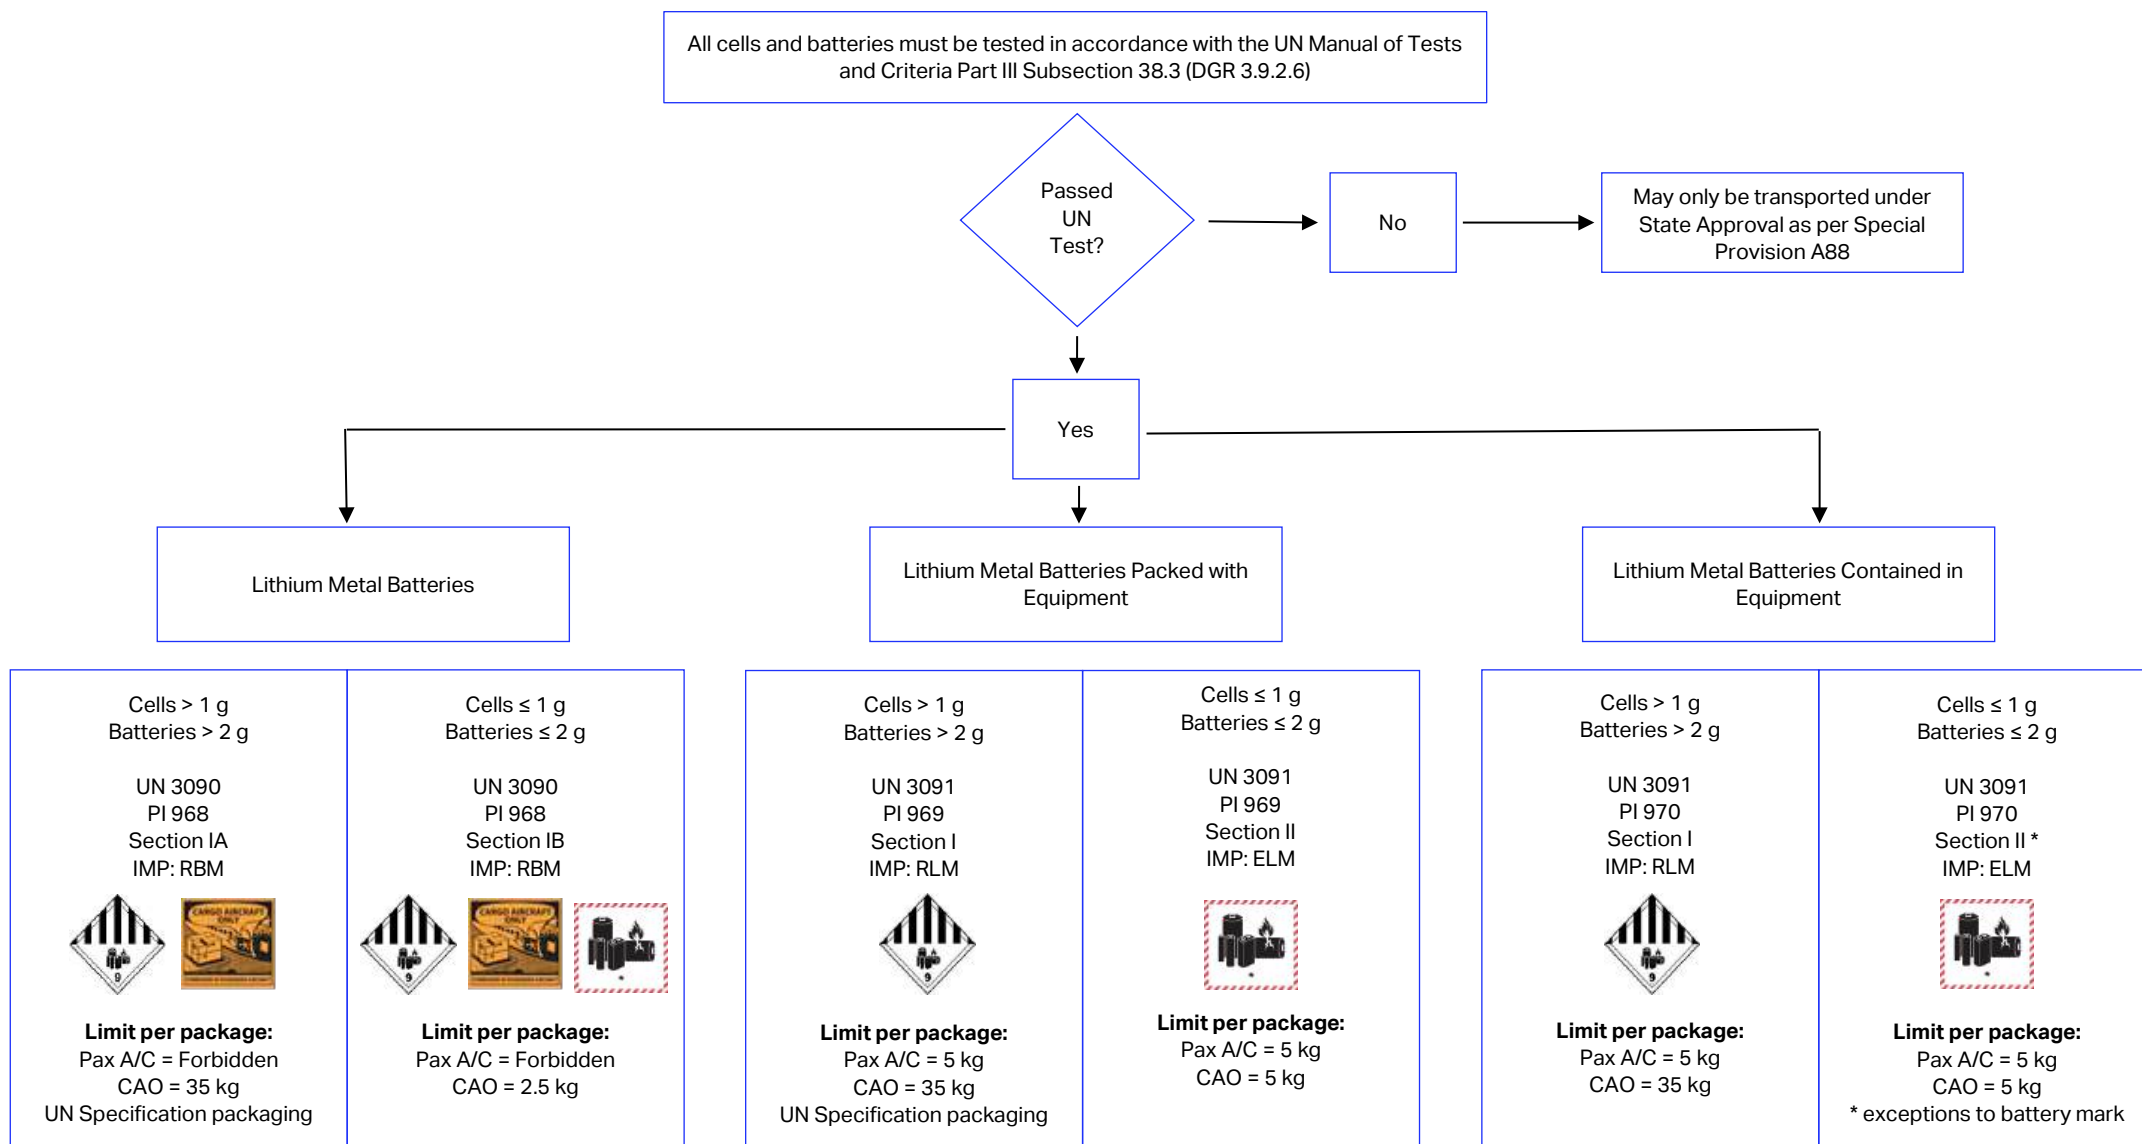 All cells and batteries must be tested in accordance with the UN Manual of Tests
and Criteria Part III Subsection 38.3 (DGR 3.9.2.6)
Passed
UN
Test?
No
May only be transported under
State Approval as per Special
Provision A88
Yes
Lithium Metal Batteries
Lithium Metal Batteries Packed with
Equipment
Lithium Metal Batteries Contained in
Equipment
Cells > 1 g
Batteries > 2 g
UN 3090
PI 968
Section IA
IMP: RBM
9
CARGO AIRCRAFT
ONLY
Limit per package:
Pax A/C = Forbidden
CAO = 35 kg
UN Specification packaging
Cells ≤ 1 g
Batteries ≤ 2 g
UN 3090
PI 968
Section IB
IMP: RBM
9
CARGO AIRCRAFT
ONLY
*
Limit per package:
Pax A/C = Forbidden
CAO = 2.5 kg
Cells > 1 g
Batteries > 2 g
UN 3091
PI 969
Section I
IMP: RLM
9
Limit per package:
Pax A/C = 5 kg
CAO = 35 kg
UN Specification packaging
Cells ≤ 1 g
Batteries ≤ 2 g
UN 3091
PI 969
Section II
IMP: ELM
*
Limit per package:
Pax A/C = 5 kg
CAO = 5 kg
Cells > 1 g
Batteries > 2 g
UN 3091
PI 970
Section I
IMP: RLM
9
Limit per package:
Pax A/C = 5 kg
CAO = 35 kg
Cells ≤ 1 g
Batteries ≤ 2 g
UN 3091
PI 970
Section II *
IMP: ELM
*
Limit per package:
Pax A/C = 5 kg
CAO = 5 kg
* exceptions to battery mark